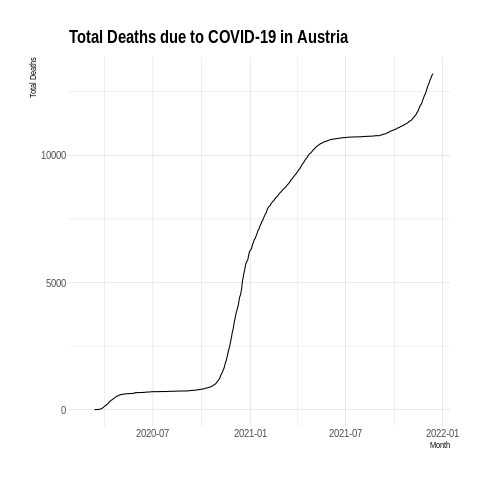 Total Deaths due to COVID-19 in Austria
Total Deaths
10000
5000
0
2020-07 2021-01 2021-07 2022-01
Month